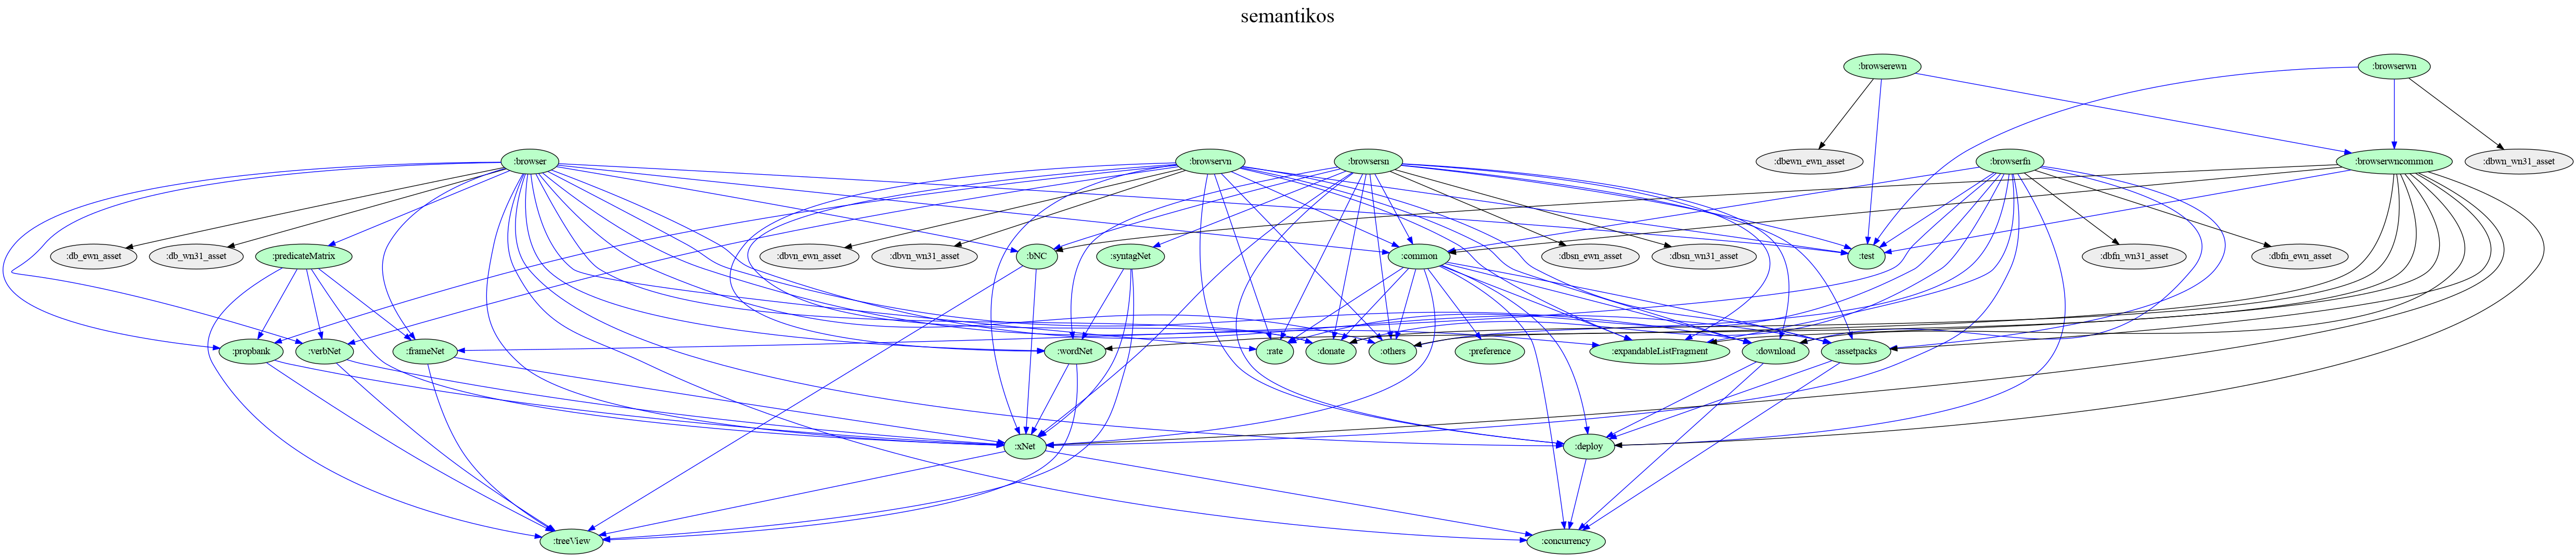 semantikos
:browserewn
:browserwn
:browser
:browservn
:browsersn
:dbewn_ewn_asset
:browserfn
:browserwncommon
:dbwn_wn31_asset
:db_ewn_asset
:db_wn31_asset
:predicateMatrix
:dbvn_ewn_asset
:dbvn_wn31_asset
:bNC
:syntagNet
:common
:dbsn_ewn_asset
:dbsn_wn31_asset
:test
:dbfn_wn31_asset
:dbfn_ewn_asset
:propbank
:verbNet
:frameNet
:wordNet
:rate
:donate
:others
:preference
:expandableListFragment
:download
:assetpacks
:xNet
:deploy
:treeView
:concurrency